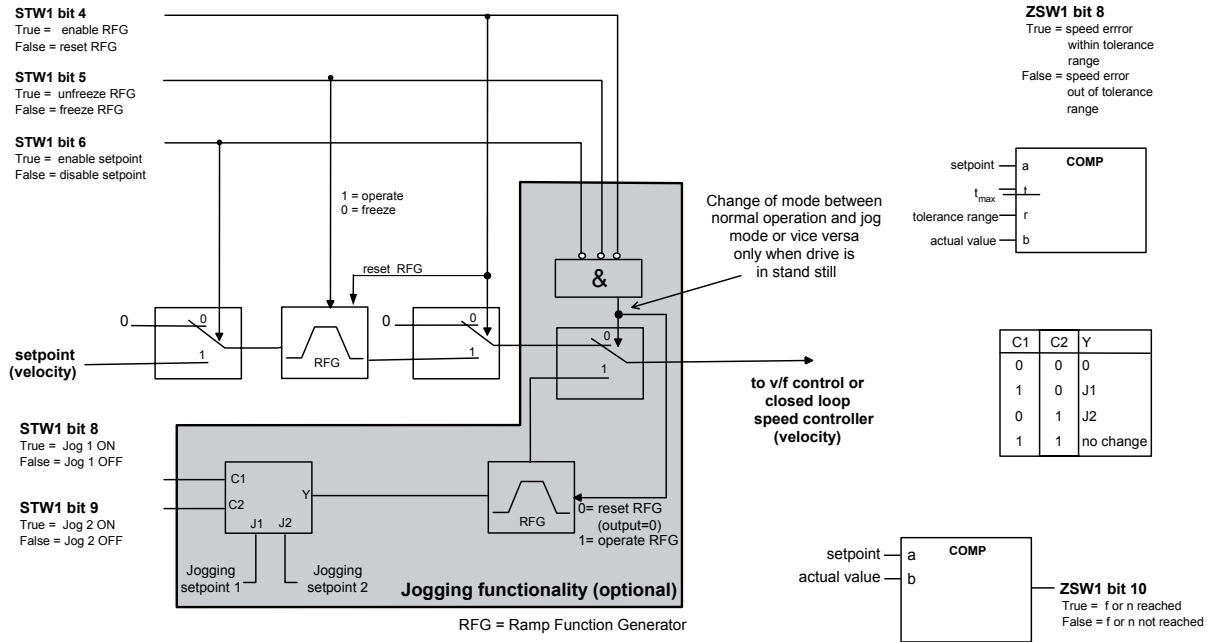 STW1 bit 4
True = enable RFG
False = reset RFG
STW1 bit 5
True = unfreeze RFG
False = freeze RFG
STW1 bit 6
True = enable setpoint
False = disable setpoint
1 = operate
0 = freeze
reset RFG
0
0
1
setpoint
(velocity)
RFG
0
0
1
&
0
1
Change of mode between
normal operation and jog
mode or vice versa
only when drive is
in stand still
to v/f control or
closed loop
speed controller
(velocity)
STW1 bit 8
True = Jog 1 ON
False = Jog 1 OFF
STW1 bit 9
True = Jog 2 ON
False = Jog 2 OFF
C1
C2
Y
J1 J2
Jogging
setpoint 1
Jogging
setpoint 2
RFG
0= reset RFG
(output=0)
1= operate RFG
Jogging functionality (optional)
RFG = Ramp Function Generator
ZSW1 bit 8
True = speed errror
within tolerance
range
False = speed error
out of tolerance
range
COMP
setpoint a
tmax t
tolerance range r
actual value b
C1 C2 Y
0 0 0
1 0 J1
0 1 J2
1 1 no change
COMP
setpoint a
actual value b
ZSW1 bit 10
True = f or n reached
False = f or n not reached